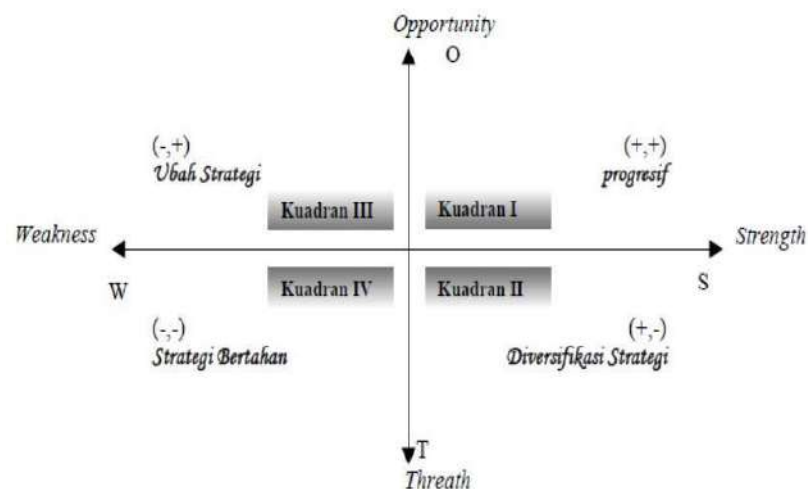 Opportunity
O
(-,+)
Ubah Strategi
(+,+)
progresif
Kuadran III
Kuadran I
Weakness
Strength
W
Kuadran IV
Kuadran II
S
(-,-)
Strategi Bertahan
(+,-)
Diversifikasi Strategi
T
Threath